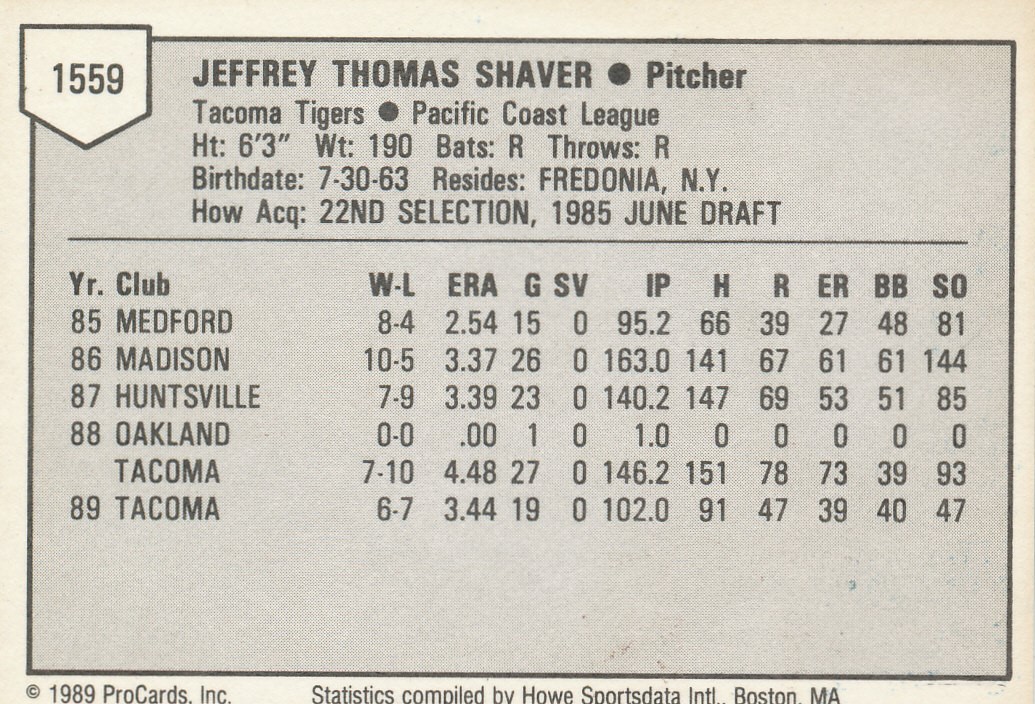 1559
JEFFREY THOMAS SHAVER ● Pitcher
Tacoma Tigers ● Pacific Coast League
Ht: 6'3" Wt: 190 Bats: R Throws: R
Birthdate: 7-30-63 Resides: FREDONIA, N.Y.
How Acq: 22ND SELECTION, 1985 JUNE DRAFT
Yr. Club W-L ERA G SV IP H R ER BB SO
85 MEDFORD 8-4 2.54 15 0 95.2 66 39 27 48 81
86 MADISON 10-5 3.37 26 0 163.0 141 67 61 61 144
87 HUNTSVILLE 7-9 3.39 23 0 140.2 147 69 53 51 85
88 OAKLAND 0-0 .00 1 0 1.0 0 0 0 0 0
TACOMA 7-10 4.48 27 0 146.2 151 78 73 39 93
89 TACOMA 6-7 3.44 19 0 102.0 91 47 39 40 47
© 1989 ProCards, Inc. Statistics compiled by Howe Sportsdata Intl., Boston, MA